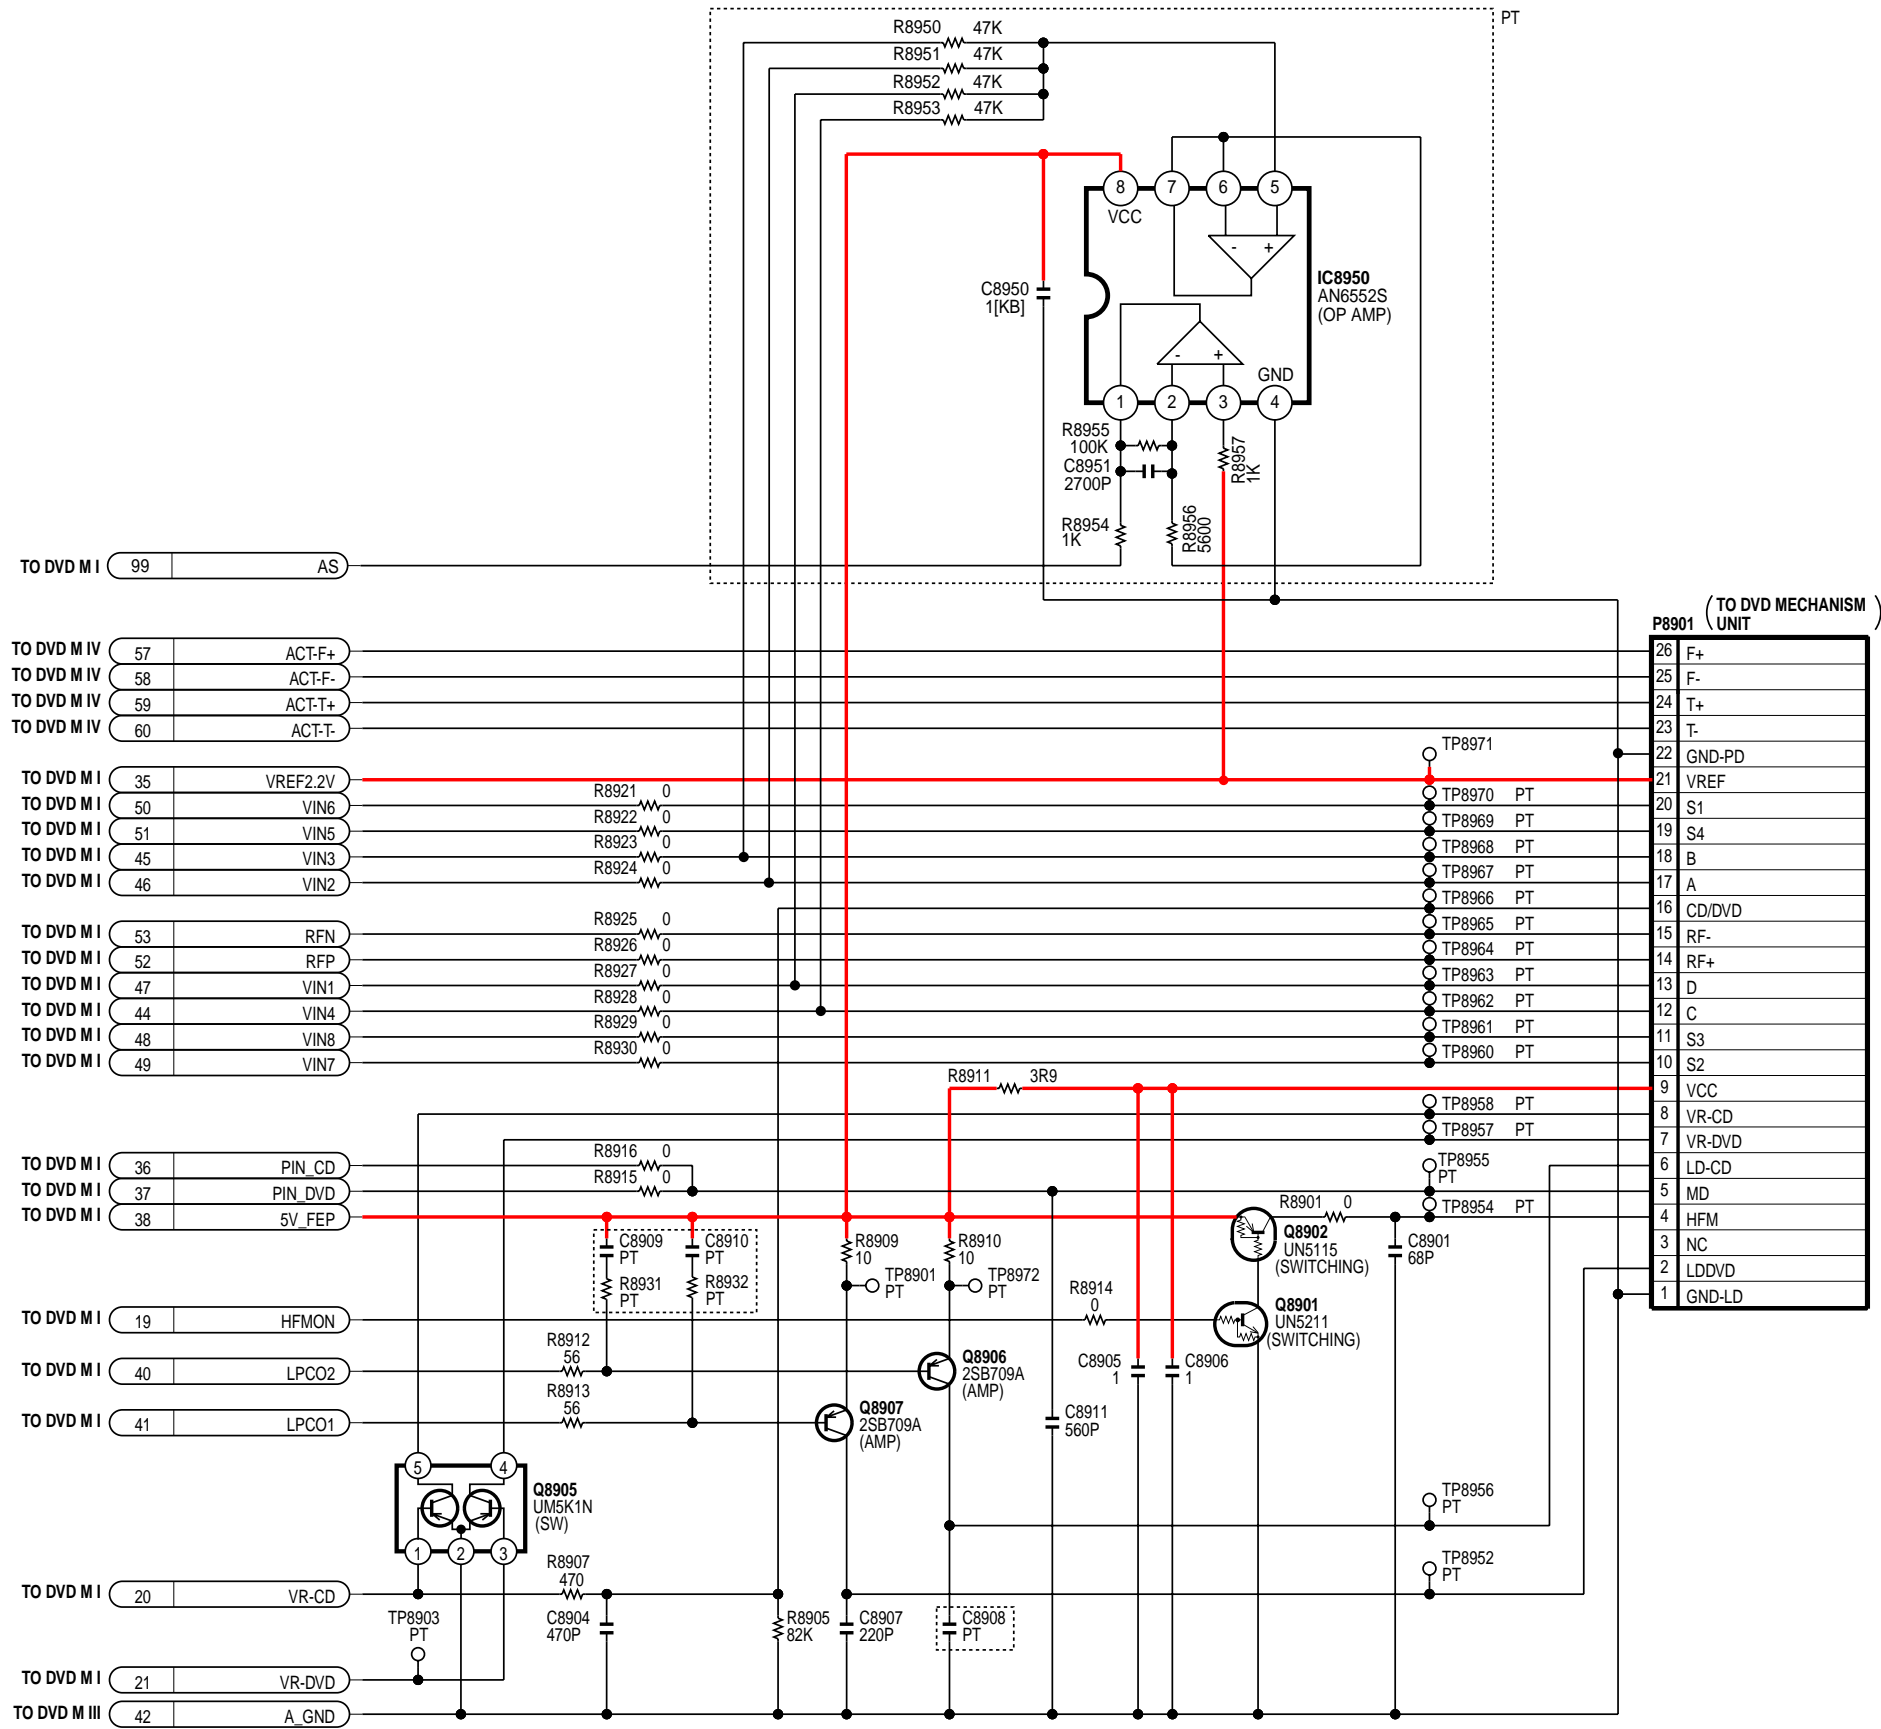 PT
R8950 47K
R8951 47K
R8952 47K
R8953 47K
8 7 6 5
VCC
- +
C8950
1[KB]
IC8950
AN6552S
(OP AMP)
- +
GND
1 2 3 4
R8955
100K
C8951
2700P
R8957
1K
R8954
1K
R8956
5600
TO DVD M I 99 AS
P8901 (TO DVD MECHANISM UNIT)
TO DVD M IV 57 ACT-F+
TO DVD M IV 58 ACT-F-
TO DVD M IV 59 ACT-T+
TO DVD M IV 60 ACT-T-
26 F+
25 F-
24 T+
23 T-
22 GND-PD
21 VREF
20 S1
19 S4
18 B
17 A
16 CD/DVD
15 RF-
14 RF+
13 D
12 C
11 S3
10 S2
9 VCC
8 VR-CD
7 VR-DVD
6 LD-CD
5 MD
4 HFM
3 NC
2 LDDVD
1 GND-LD
TP8971
TO DVD M I 35 VREF2.2V
TO DVD M I 50 VIN6 R8921 0 TP8970 PT
TO DVD M I 51 VIN5 R8922 0 TP8969 PT
TO DVD M I 45 VIN3 R8923 0 TP8968 PT
TO DVD M I 46 VIN2 R8924 0 TP8967 PT
TP8966 PT
TO DVD M I 53 RFN R8925 0 TP8965 PT
TO DVD M I 52 RFP R8926 0 TP8964 PT
TO DVD M I 47 VIN1 R8927 0 TP8963 PT
TO DVD M I 44 VIN4 R8928 0 TP8962 PT
TO DVD M I 48 VIN8 R8929 0 TP8961 PT
TO DVD M I 49 VIN7 R8930 0 TP8960 PT
R8911 3R9
TP8958 PT
TP8957 PT
TO DVD M I 36 PIN_CD R8916 0
TP8955
PT
TO DVD M I 37 PIN_DVD R8915 0
TO DVD M I 38 5V_FEP
R8901 0 TP8954 PT
C8909
PT
C8910
PT
R8931
PT
R8932
PT
R8909
10
R8910
10
TP8901
PT
TP8972
PT
Q8902
UN5115
(SWITCHING)
C8901
68P
R8914
0
Q8901
UN5211
(SWITCHING)
TO DVD M I 19 HFMON
R8912
56
TO DVD M I 40 LPCO2
Q8906
2SB709A
(AMP)
C8905
1
C8906
1
R8913
56
TO DVD M I 41 LPCO1
Q8907
2SB709A
(AMP)
C8911
560P
5 4
Q8905
UM5K1N
(SW)
1 2 3
TP8956
PT
TP8952
PT
R8907
470
TO DVD M I 20 VR-CD
TP8903
PT
C8904
470P
R8905
82K
C8907
220P
C8908
PT
TO DVD M I 21 VR-DVD
TO DVD M III 42 A_GND